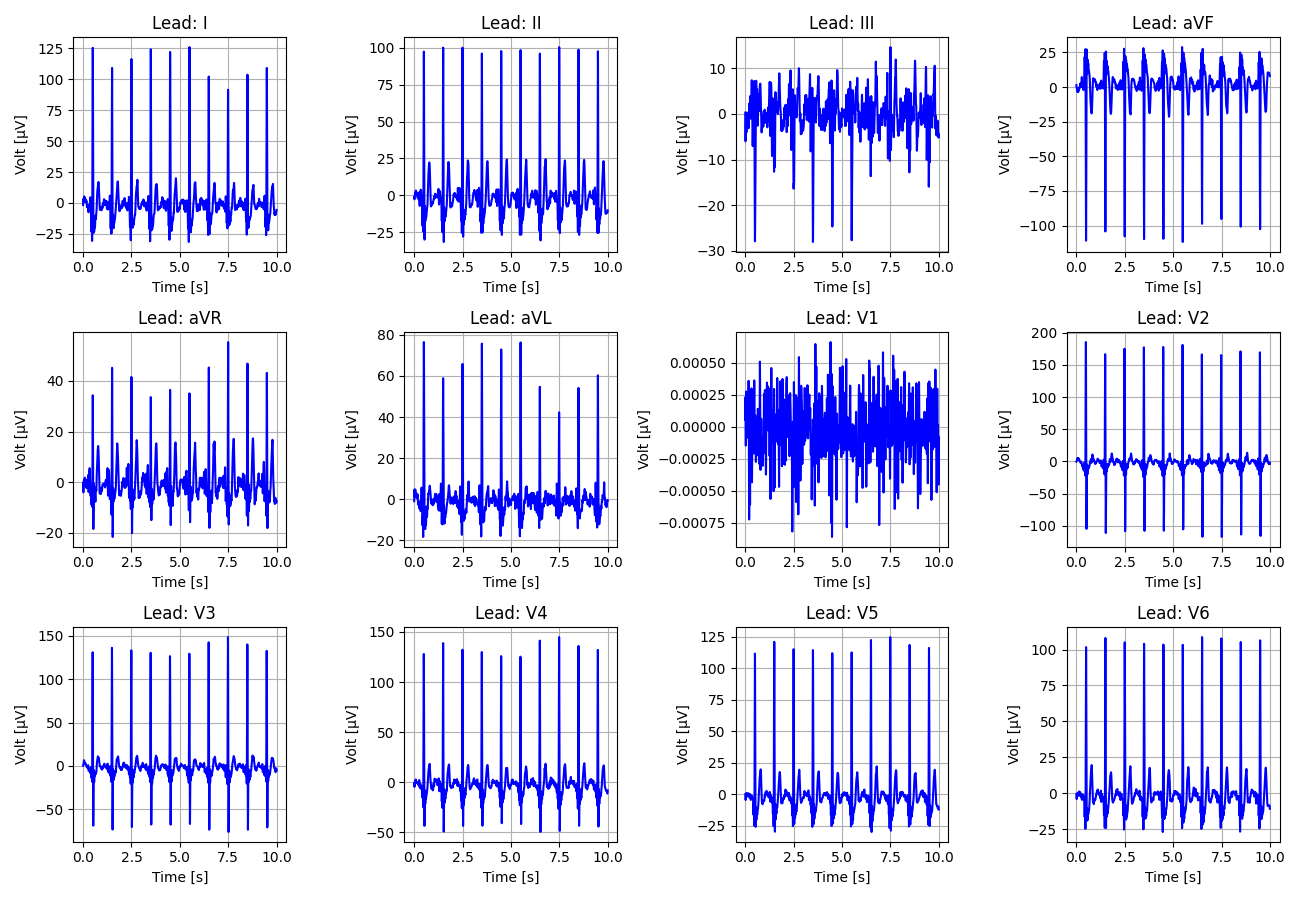 Lead: I Lead: II Lead: III Lead: aVF
Volt [µV] Volt [µV] Volt [µV] Volt [µV]
125 100 75 50 25 0 −25
100 75 50 25 0 −25
10 0 −10 −20 −30
25 0 −25 −50 −75 −100
0.0 2.5 5.0 7.5 10.0 0.0 2.5 5.0 7.5 10.0 0.0 2.5 5.0 7.5 10.0 0.0 2.5 5.0 7.5 10.0
Time [s] Time [s] Time [s] Time [s]
Lead: aVR Lead: aVL Lead: V1 Lead: V2
Volt [µV] Volt [µV] Volt [µV] Volt [µV]
40 20 0 −20
80 60 40 20 0 −20
0.00050 0.00025 0.00000 −0.00025 −0.00050 −0.00075
200 150 100 50 0 −50 −100
0.0 2.5 5.0 7.5 10.0 0.0 2.5 5.0 7.5 10.0 0.0 2.5 5.0 7.5 10.0 0.0 2.5 5.0 7.5 10.0
Time [s] Time [s] Time [s] Time [s]
Lead: V3 Lead: V4 Lead: V5 Lead: V6
Volt [µV] Volt [µV] Volt [µV] Volt [µV]
150 100 50 0 −50
150 100 50 0 −50
125 100 75 50 25 0 −25
100 75 50 25 0 −25
0.0 2.5 5.0 7.5 10.0 0.0 2.5 5.0 7.5 10.0 0.0 2.5 5.0 7.5 10.0 0.0 2.5 5.0 7.5 10.0
Time [s] Time [s] Time [s] Time [s]